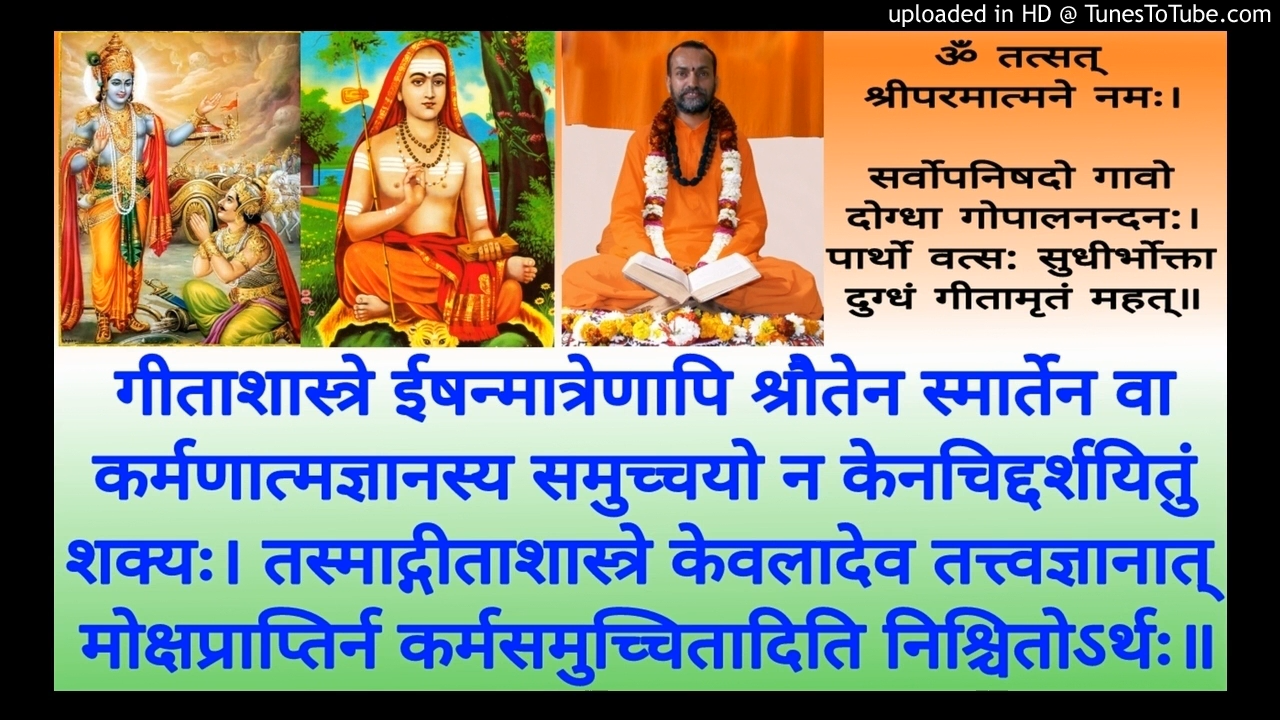 uploaded in HD @ TunesToTube.com
ॐ तत्सत्
श्रीपरमात्मने नमः।
सर्वोपनिषदो गावो
दोग्धा गोपालनन्दन:।
पार्थो वत्स: सुधीर्भोक्ता
दुग्धं गीतामृतं महत्॥
गीताशास्त्रे ईषन्मात्रेणापि श्रौतेन स्मार्तेन वा
कर्मणात्मज्ञानस्य समुच्चयो न केनचिद्दर्शयितुं
शक्यः। तस्माद्गीताशास्त्रे केवलादेव तत्त्वज्ञानात्
मोक्षप्राप्तिर्न कर्मसमुच्चितादिति निश्चितोऽर्थः॥